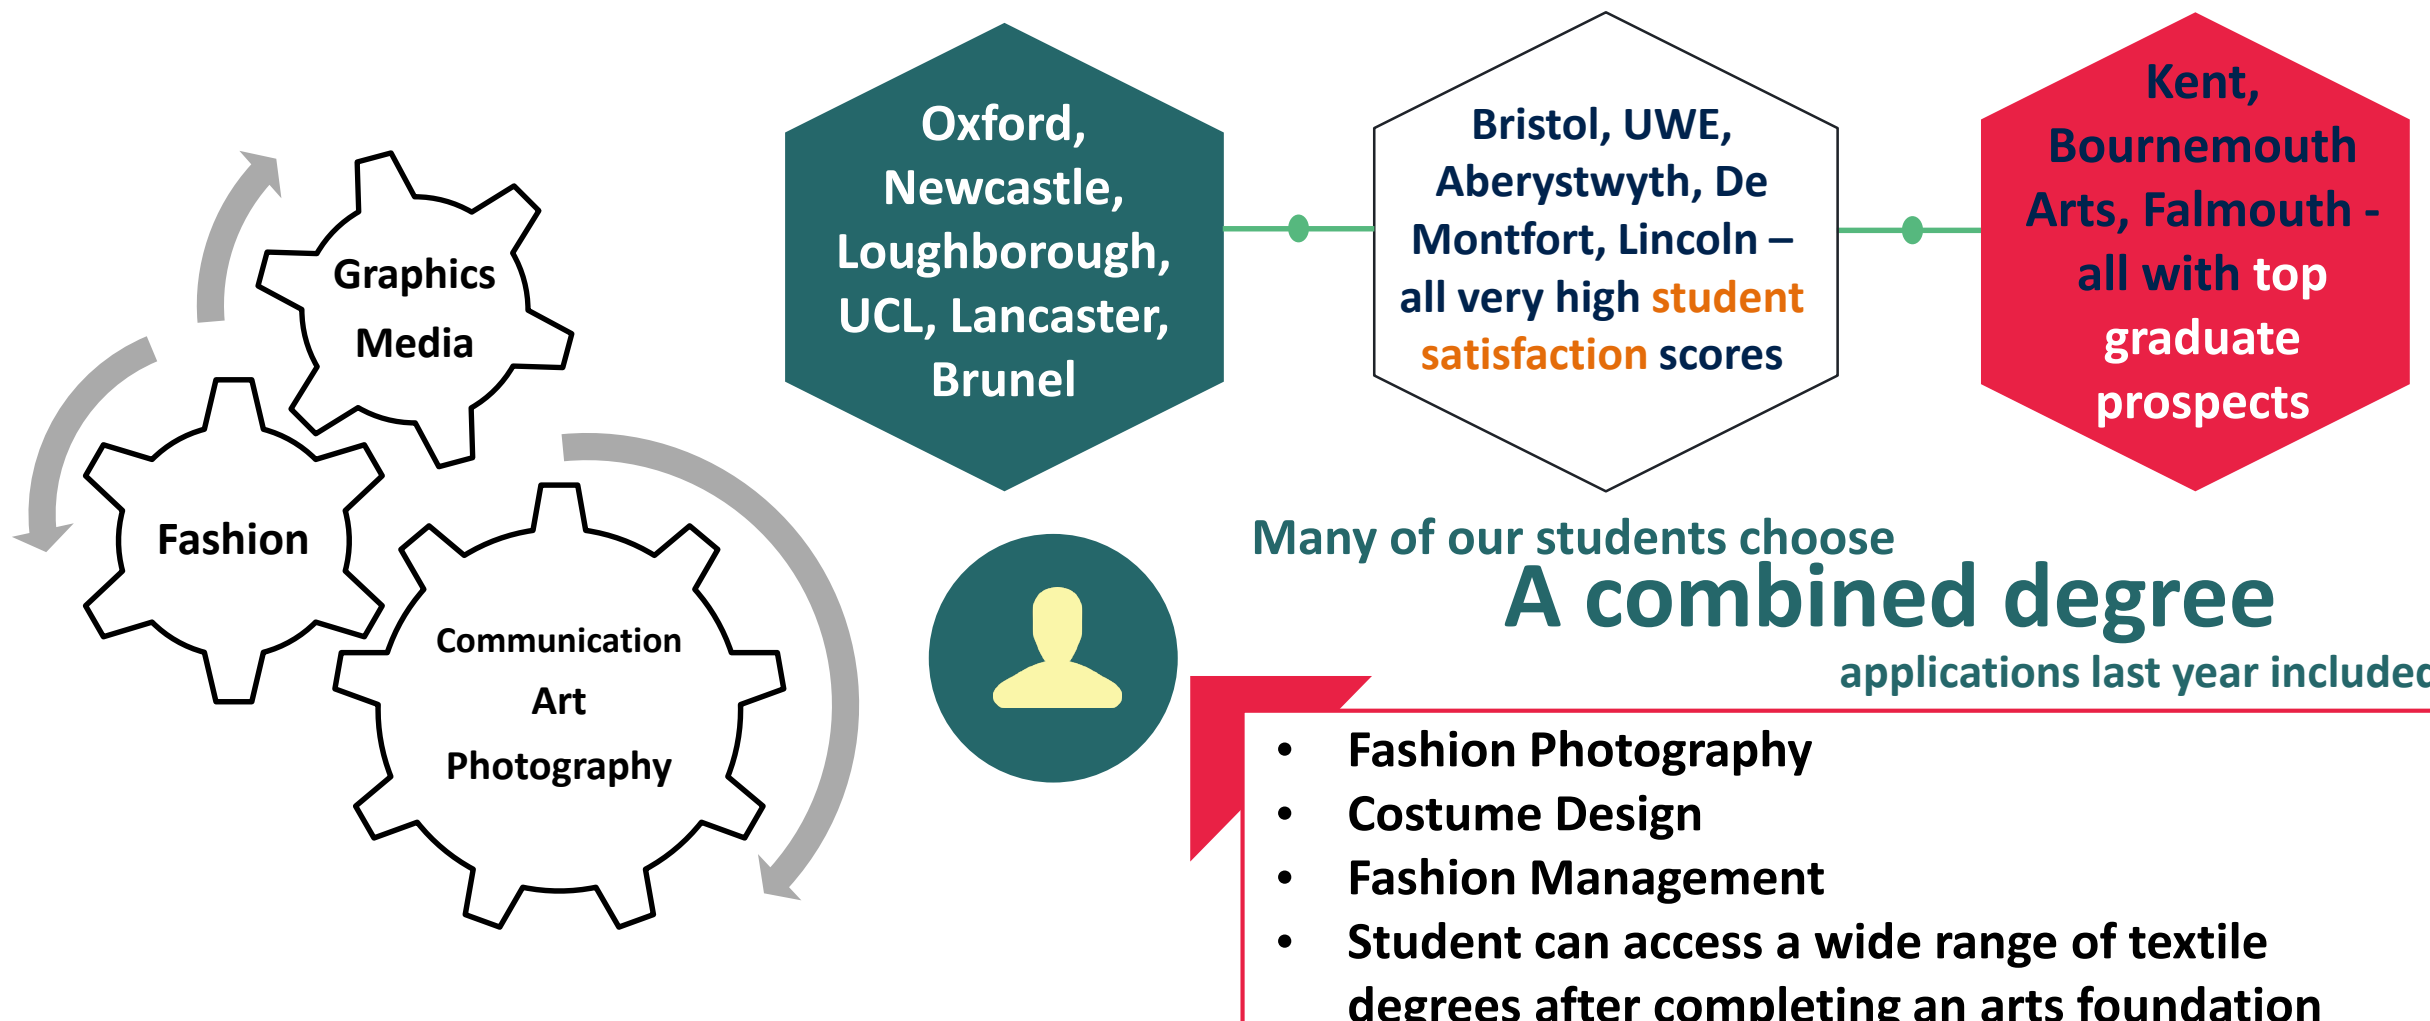 Graphics
Media
Fashion
Communication
Art
Photography
Oxford,
Newcastle,
Loughborough,
UCL, Lancaster,
Brunel
Bristol, UWE,
Aberystwyth, De
Montfort, Lincoln –
all very high student
satisfaction scores
Kent,
Bournemouth
Arts, Falmouth -
all with top
graduate
prospects
Many of our students choose
A combined degree
applications last year included
• Fashion Photography
• Costume Design
• Fashion Management
• Student can access a wide range of textile
degrees after completing an arts foundation